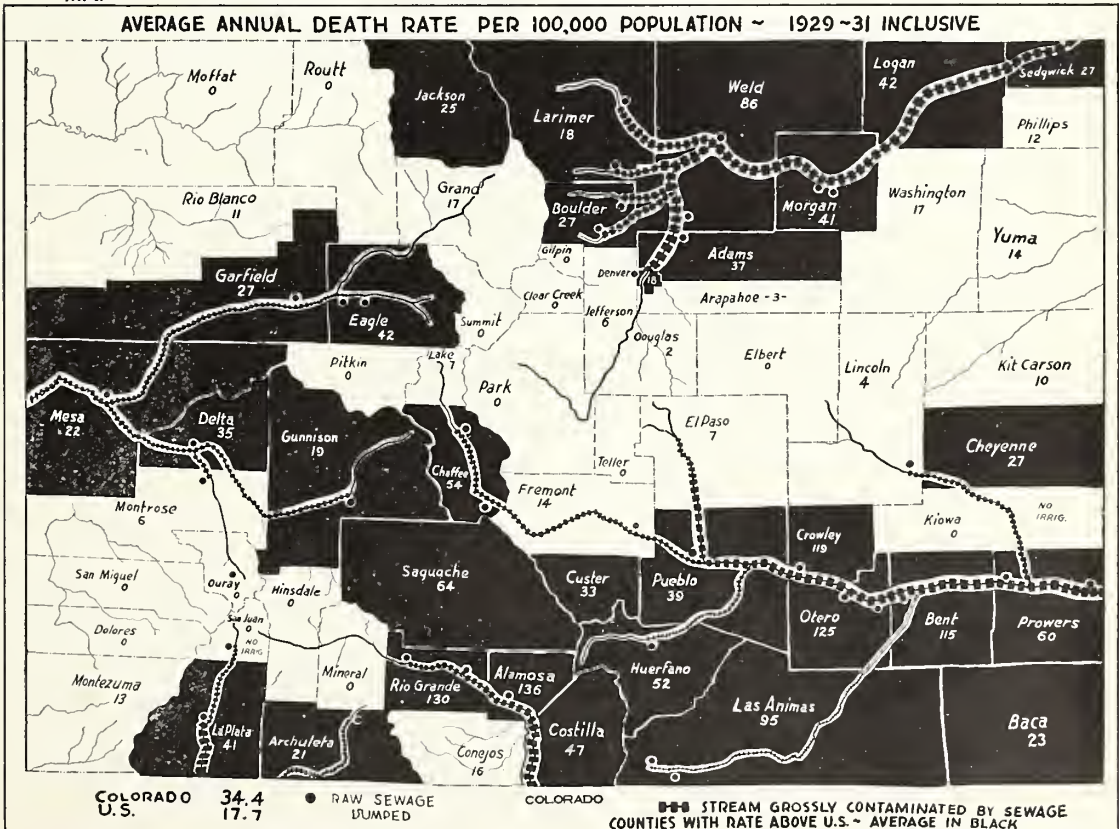 AVERAGE ANNUAL DEATH RATE PER 100,000 POPULATION ~ 1929-31 INCLUSIVE
Moffat
0
Routt
0
Jackson
25
Larimer
18
Weld
86
Logan
42
Sedgwick 27
Phillips
12
Rio Blanco
11
Grand
17
Boulder
27
Morgan
41
Washington
17
Yuma
14
Garfield
27
Eagle
42
Gilpin
0
Clear Creek
0
Summit
0
Denver
18
Jefferson
6
Adams
37
Arapahoe - 3 -
Douglas
2
Elbert
0
Lincoln
4
Kit Carson
10
Mesa
22
Delta
35
Pitkin
0
Lake
7
Park
0
Gunnison
19
Chaffee
54
Teller
0
El Paso
7
Cheyenne
27
Montrose
6
Fremont
14
Crowley
119
Kiowa
0
NO
IRRIG.
San Miguel
0
Ouray
0
Hinsdale
0
Saguache
64
Custer
33
Pueblo
39
Otero
125
Bent
115
Prowers
60
Dolores
0
San Juan
0
NO
IRRIG
Mineral
0
Rio Grande
130
Alamosa
136
Huerfano
52
Las Animas
95
Montezuma
13
La Plata
41
Archuleta
21
Conejos
16
Costilla
47
Baca
23
COLORADO 34.4
U.S. 17.7
RAW SEWAGE
DUMPED
COLORADO
STREAM GROSSLY CONTAMINATED BY SEWAGE
COUNTIES WITH RATE ABOVE U.S. ~ AVERAGE IN BLACK